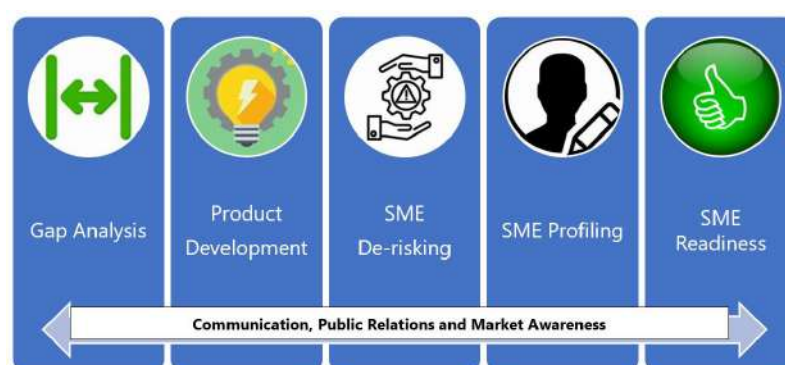 Gap Analysis
Product
Development
SME
De-risking
SME Profiling
SME
Readiness
Communication, Public Relations and Market Awareness